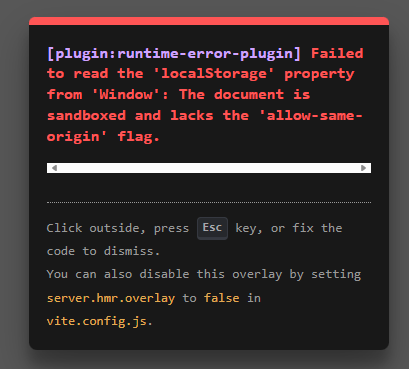 [plugin:runtime-error-plugin] Failed
to read the 'localStorage' property
from 'Window': The document is
sandboxed and lacks the 'allow-same-
origin' flag.
Click outside, press Esc key, or fix the
code to dismiss.
You can also disable this overlay by setting
server.hmr.overlay to false in
vite.config.js.